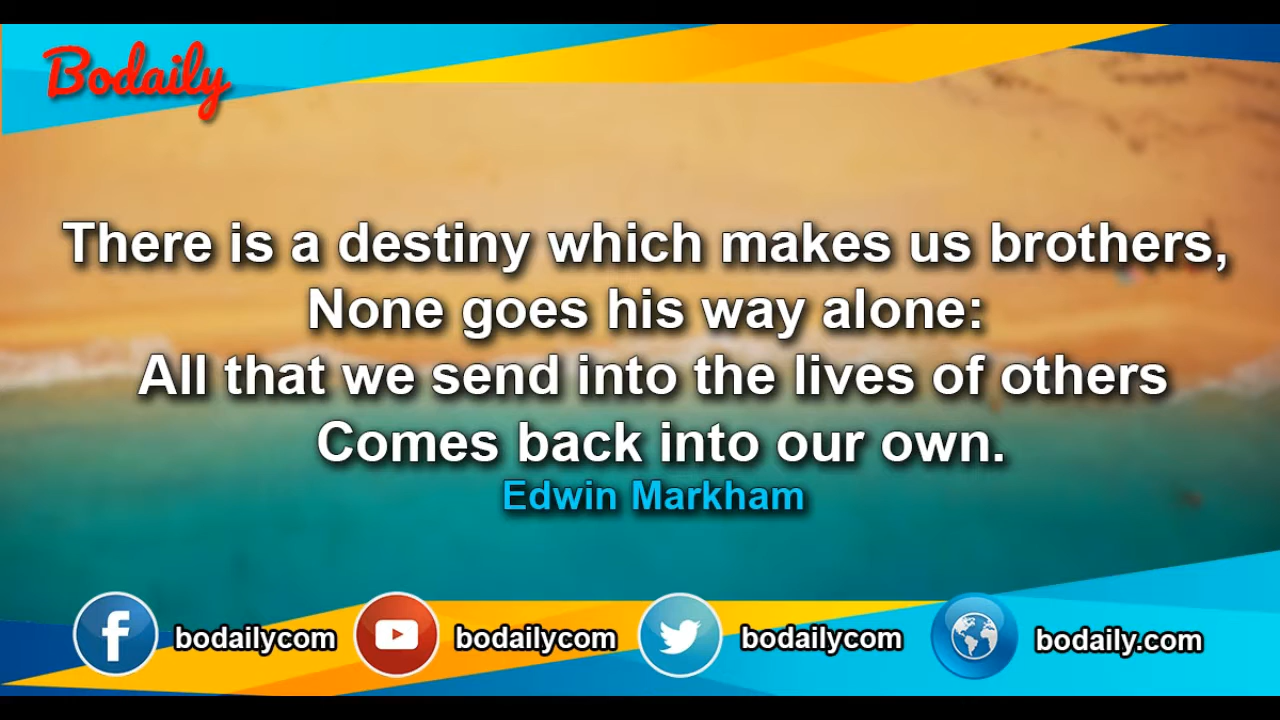 Bodaily
There is a destiny which makes us brothers,
None goes his way alone:
All that we send into the lives of others
Comes back into our own.
Edwin Markham
bodailycom
bodailycom
bodailycom
bodaily.com